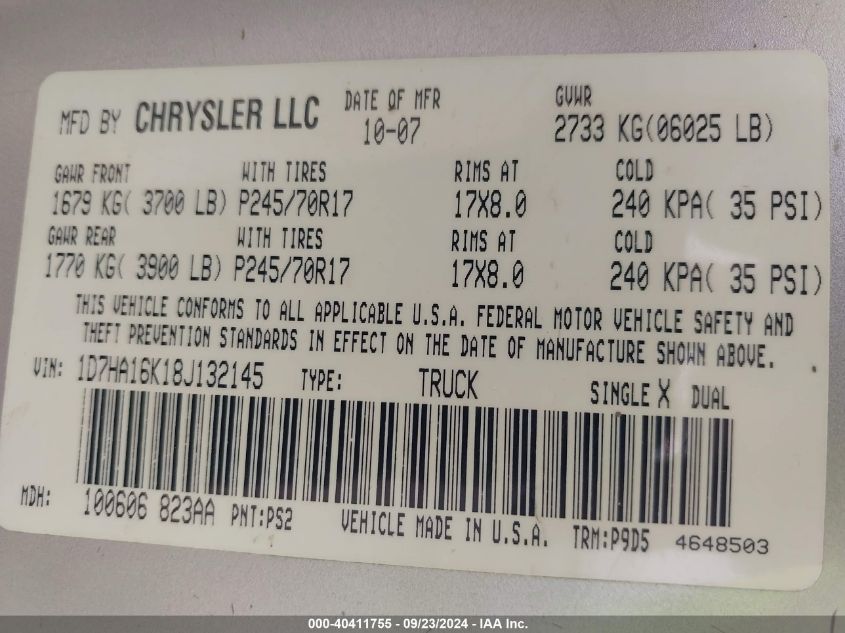 MFD BY CHRYSLER LLC DATE OF MFR GVWR
10-07 2733 KG(06025 LB)
GAWR FRONT WITH TIRES RIMS AT COLD
1679 KG( 3700 LB) P245/70R17 17X8.0 240 KPA( 35 PSI)
GAWR REAR WITH TIRES RIMS AT COLD
1770 KG( 3900 LB) P245/70R17 17X8.0 240 KPA( 35 PSI)
THIS VEHICLE CONFORMS TO ALL APPLICABLE U.S.A. FEDERAL MOTOR VEHICLE SAFETY AND
THEFT PREVENTION STANDARDS IN EFFECT ON THE DATE OF MANUFACTURE SHOWN ABOVE.
VIN: 1D7HA16K18J132145 TYPE: TRUCK SINGLE X DUAL
MDH: 100606 823AA PNT:PS2 VEHICLE MADE IN U.S.A. TRM:P9D5 4648503
000-40411755 - 09/23/2024 - IAA Inc.